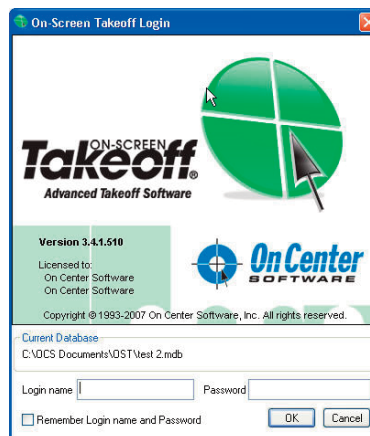 On-Screen Takeoff Login
ON-SCREEN
Takeoff®
Advanced Takeoff Software
Version 3.4.1.510
Licensed to:
On Center Software
On Center Software
On Center
SOFTWARE
Copyright © 1993-2007 On Center Software, Inc. All rights reserved.
Current Database
C:\OCS Documents\OST\test 2.mdb
Login name
Password
Remember Login name and Password
OK
Cancel